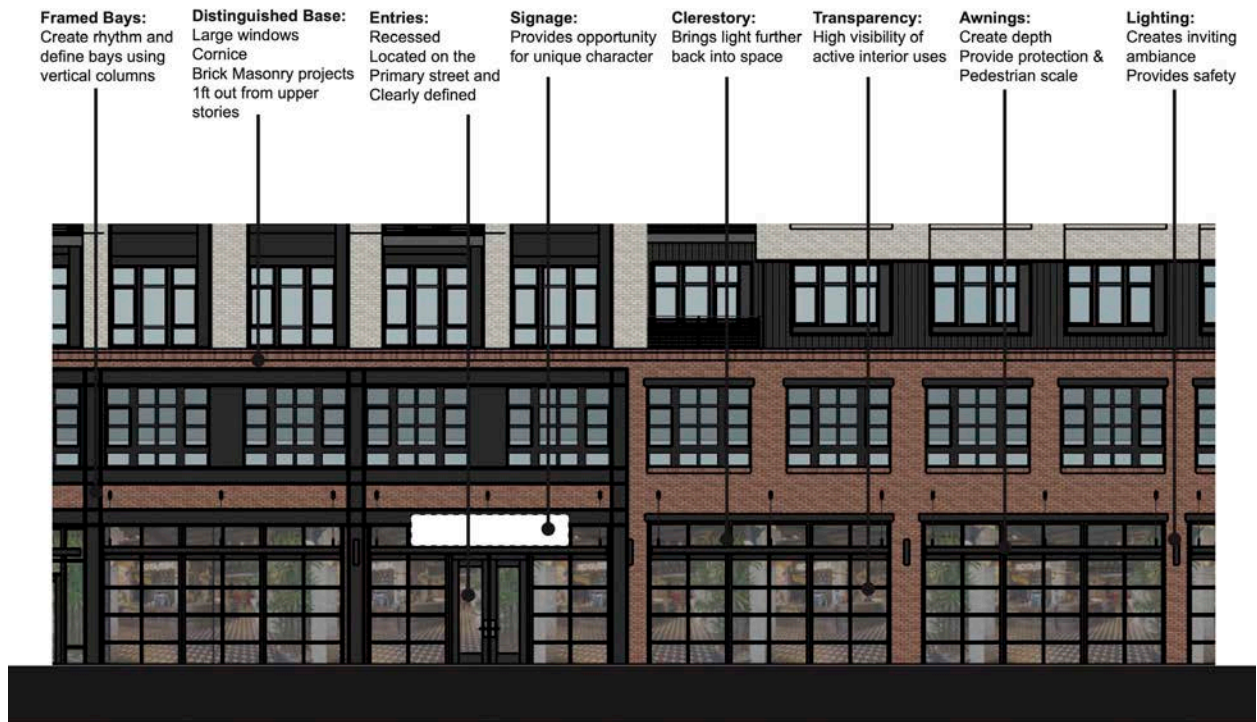 Framed Bays:
Create rhythm and
define bays using
vertical columns
Distinguished Base:
Large windows
Cornice
Brick Masonry projects
1ft out from upper
stories
Entries:
Recessed
Located on the
Primary street and
Clearly defined
Signage:
Provides opportunity
for unique character
Clerestory:
Brings light further
back into space
Transparency:
High visibility of
active interior uses
Awnings:
Create depth
Provide protection &
Pedestrian scale
Lighting:
Creates inviting
ambiance
Provides safety